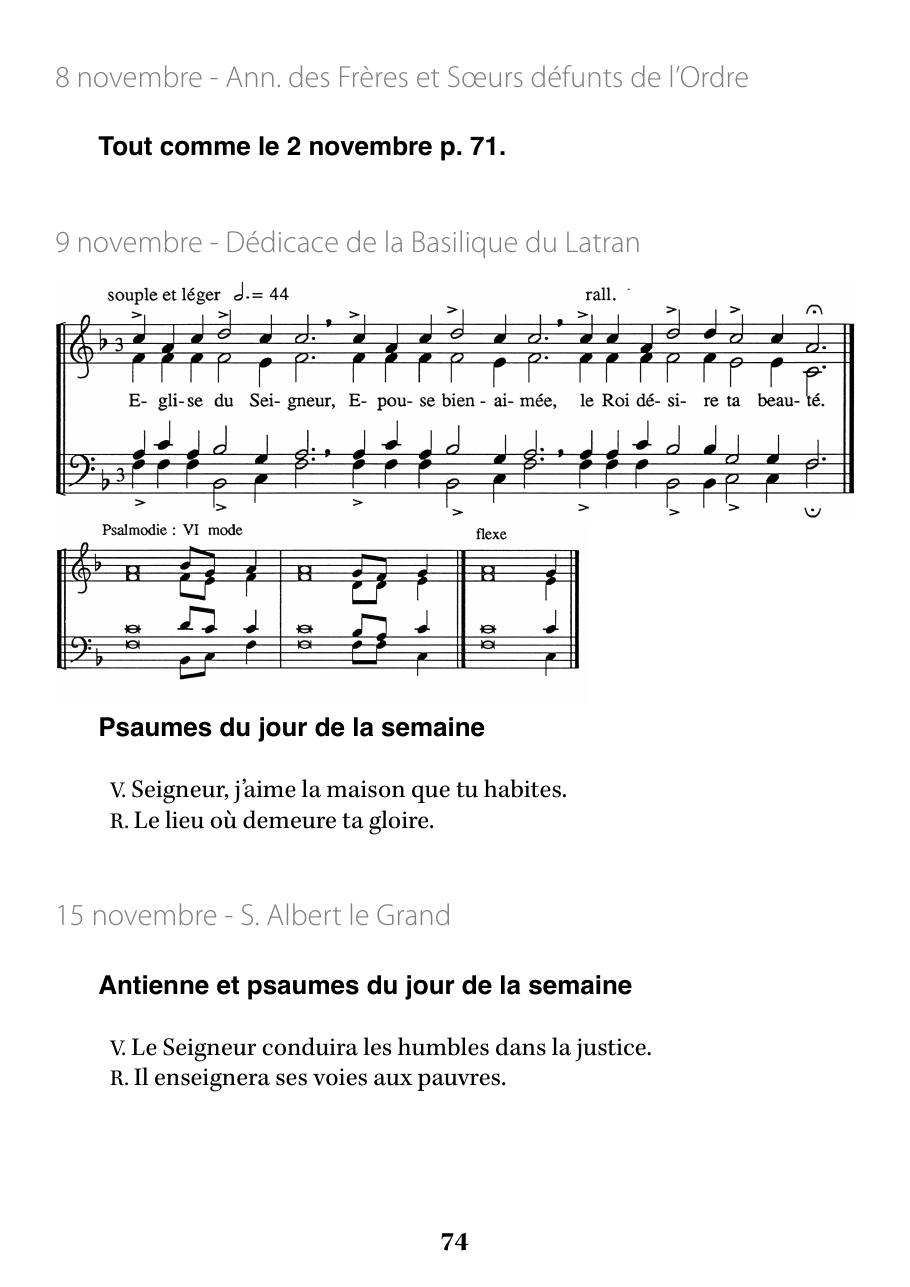 8 novembre - Ann. des Frères et Sœurs défunts de l’Ordre
Tout comme le 2 novembre p. 71.
9 novembre - Dédicace de la Basilique du Latran
souple et léger 𝅗𝅥. = 44 rall.
3
E- gli- se du Sei- gneur, E- pou- se bien - ai- mée, le Roi dé- si- re ta beau- té.
3
Psalmodie : VI mode flexe
Psaumes du jour de la semaine
V. Seigneur, j’aime la maison que tu habites.
R. Le lieu où demeure ta gloire.
15 novembre - S. Albert le Grand
Antienne et psaumes du jour de la semaine
V. Le Seigneur conduira les humbles dans la justice.
R. Il enseignera ses voies aux pauvres.
74